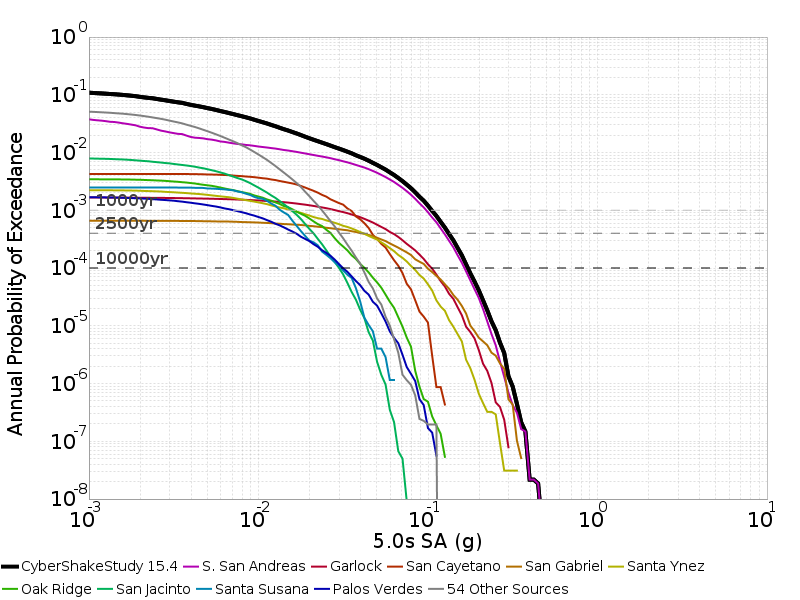 10^0
10^-1
10^-2
10^-3
10^-4
10^-5
10^-6
10^-7
10^-8
Annual Probability of Exceedance
1000yr
2500yr
10000yr
10^-3 10^-2 10^-1 10^0 10^1
5.0s SA (g)
CyberShakeStudy 15.4 S. San Andreas Garlock San Cayetano San Gabriel Santa Ynez
Oak Ridge San Jacinto Santa Susana Palos Verdes 54 Other Sources